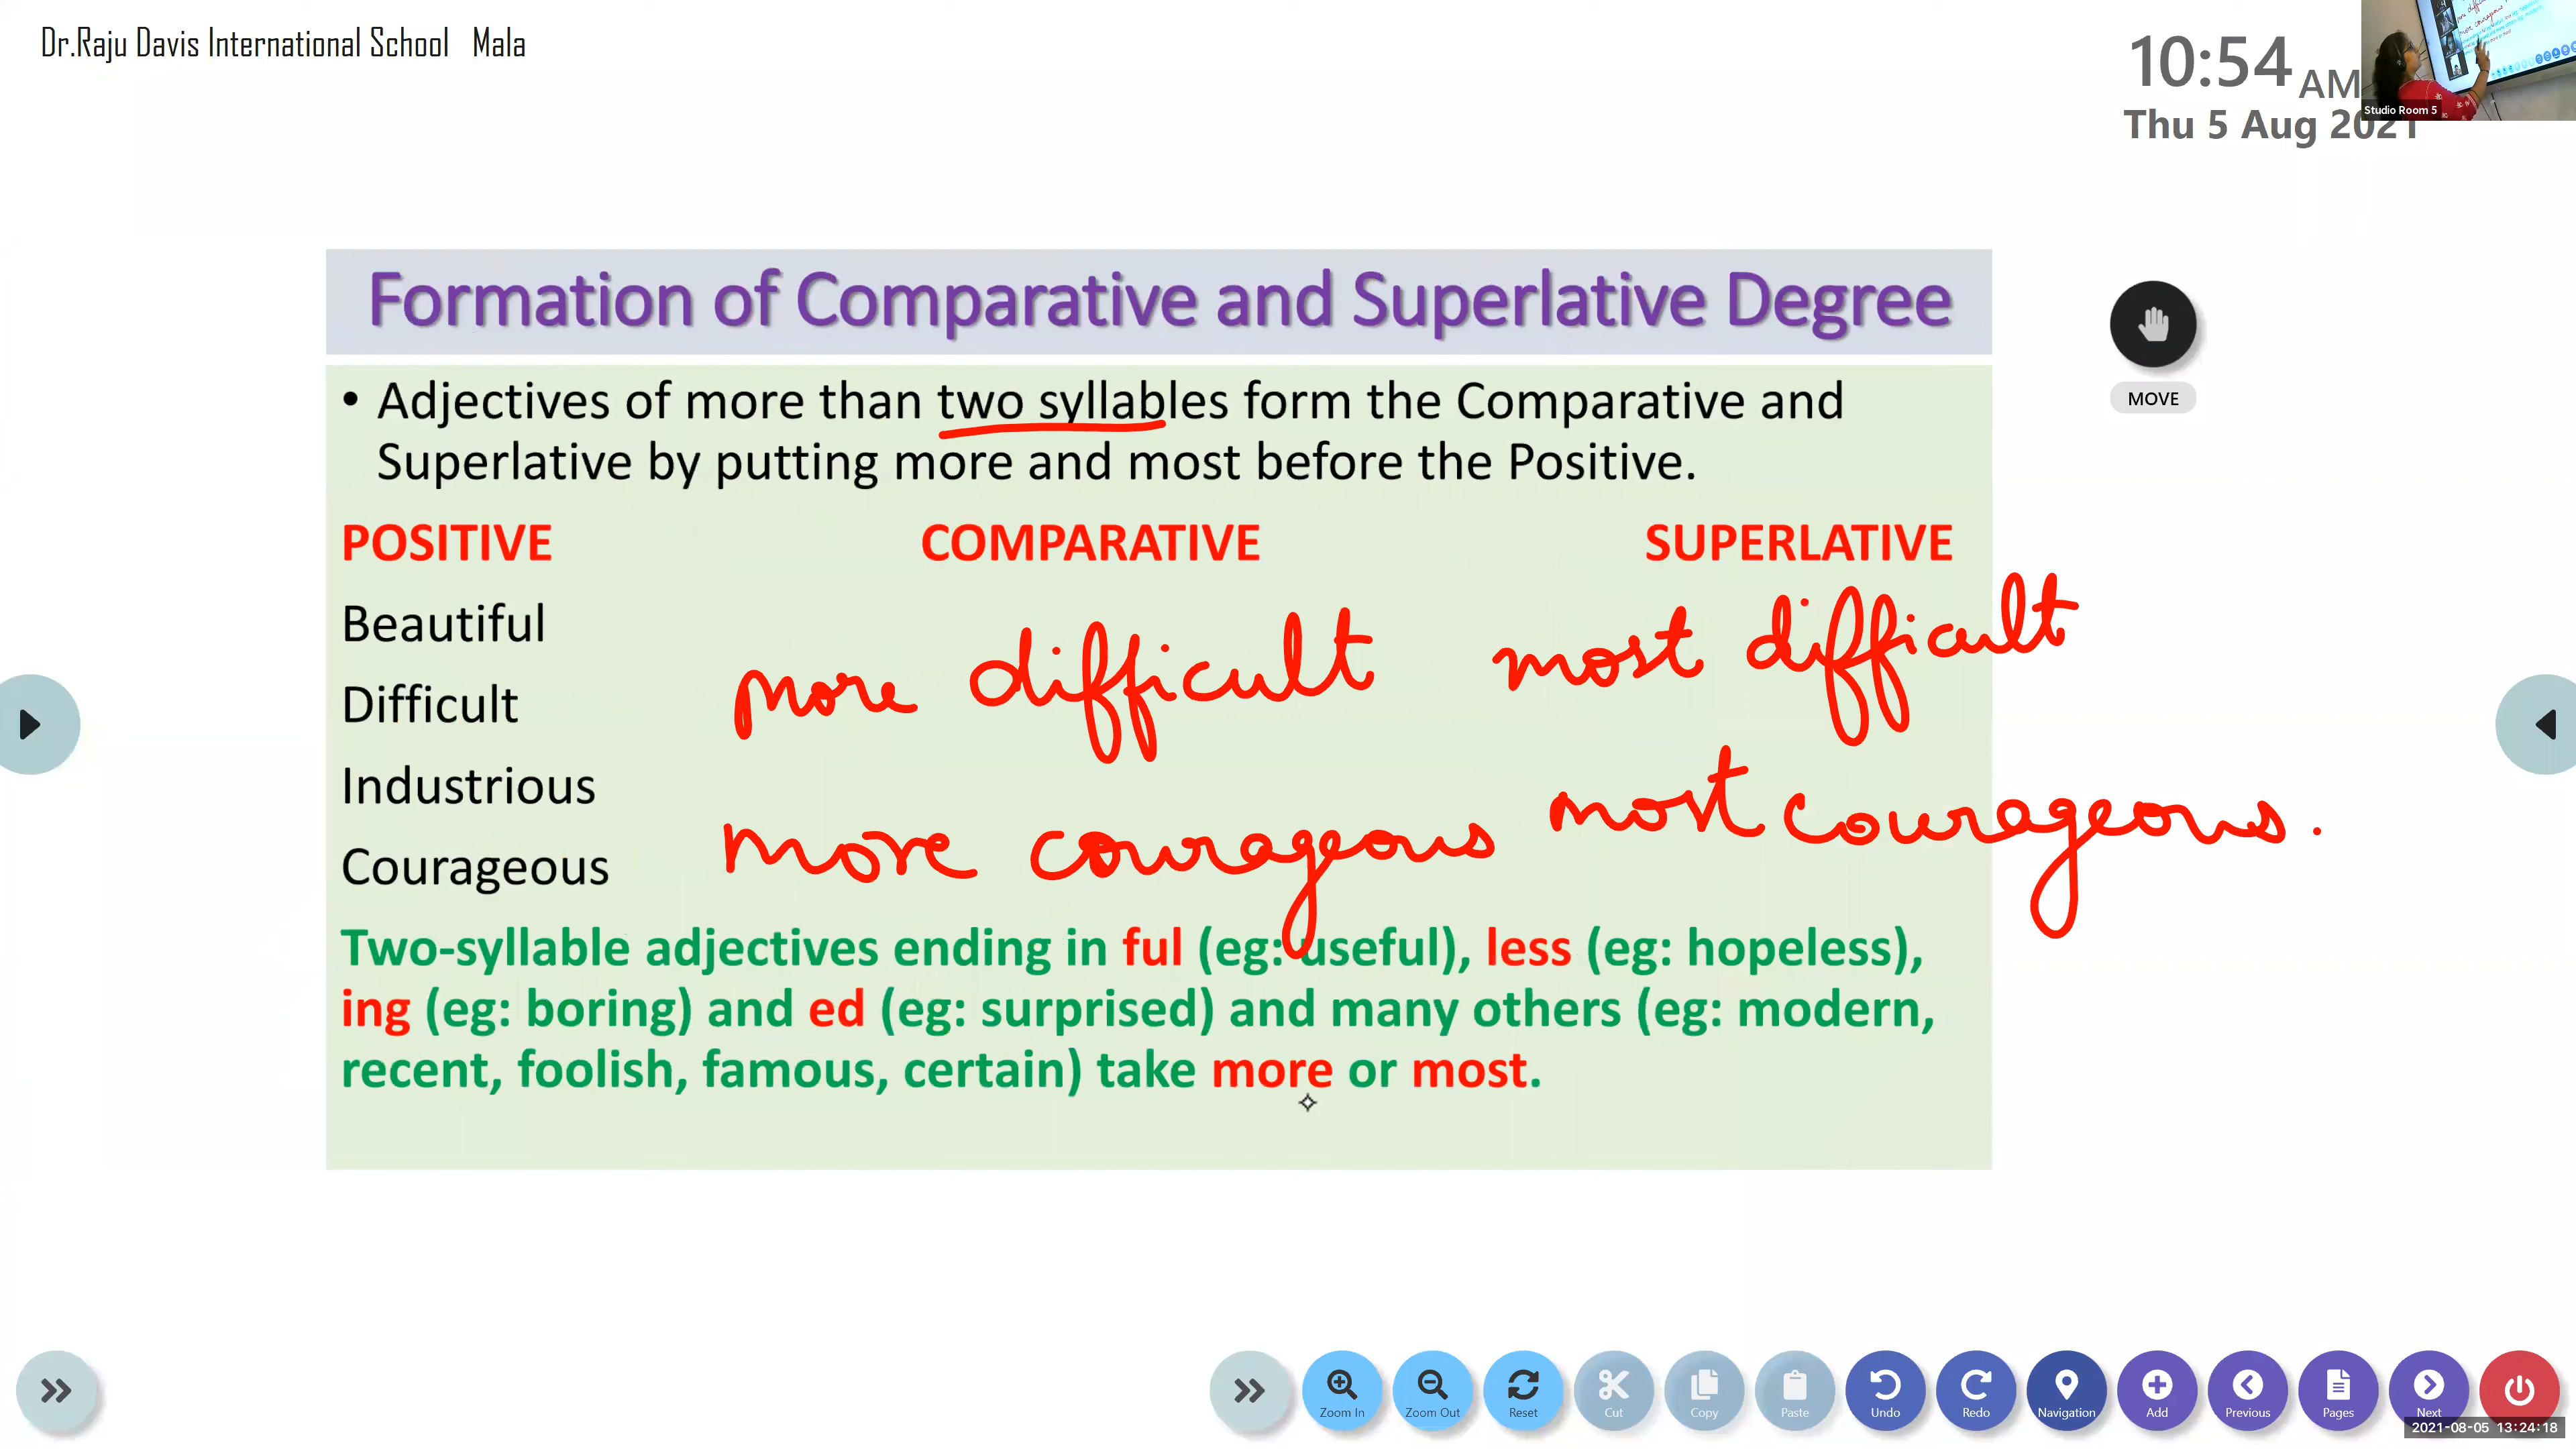 Dr.Raju Davis International School Mala
10:54 AM
Thu 5 Aug 2021
Studio Room 5
Formation of Comparative and Superlative Degree
MOVE
• Adjectives of more than two syllables form the Comparative and
Superlative by putting more and most before the Positive.
POSITIVE COMPARATIVE SUPERLATIVE
Beautiful
Difficult more difficult most difficult
Industrious
Courageous more courageous most courageous.
Two-syllable adjectives ending in ful (eg: useful), less (eg: hopeless),
ing (eg: boring) and ed (eg: surprised) and many others (eg: modern,
recent, foolish, famous, certain) take more or most.
Zoom In Zoom Out Reset Cut Copy Paste Undo Redo Navigation Add Previous Pages Next
2021-08-05 13:24:18